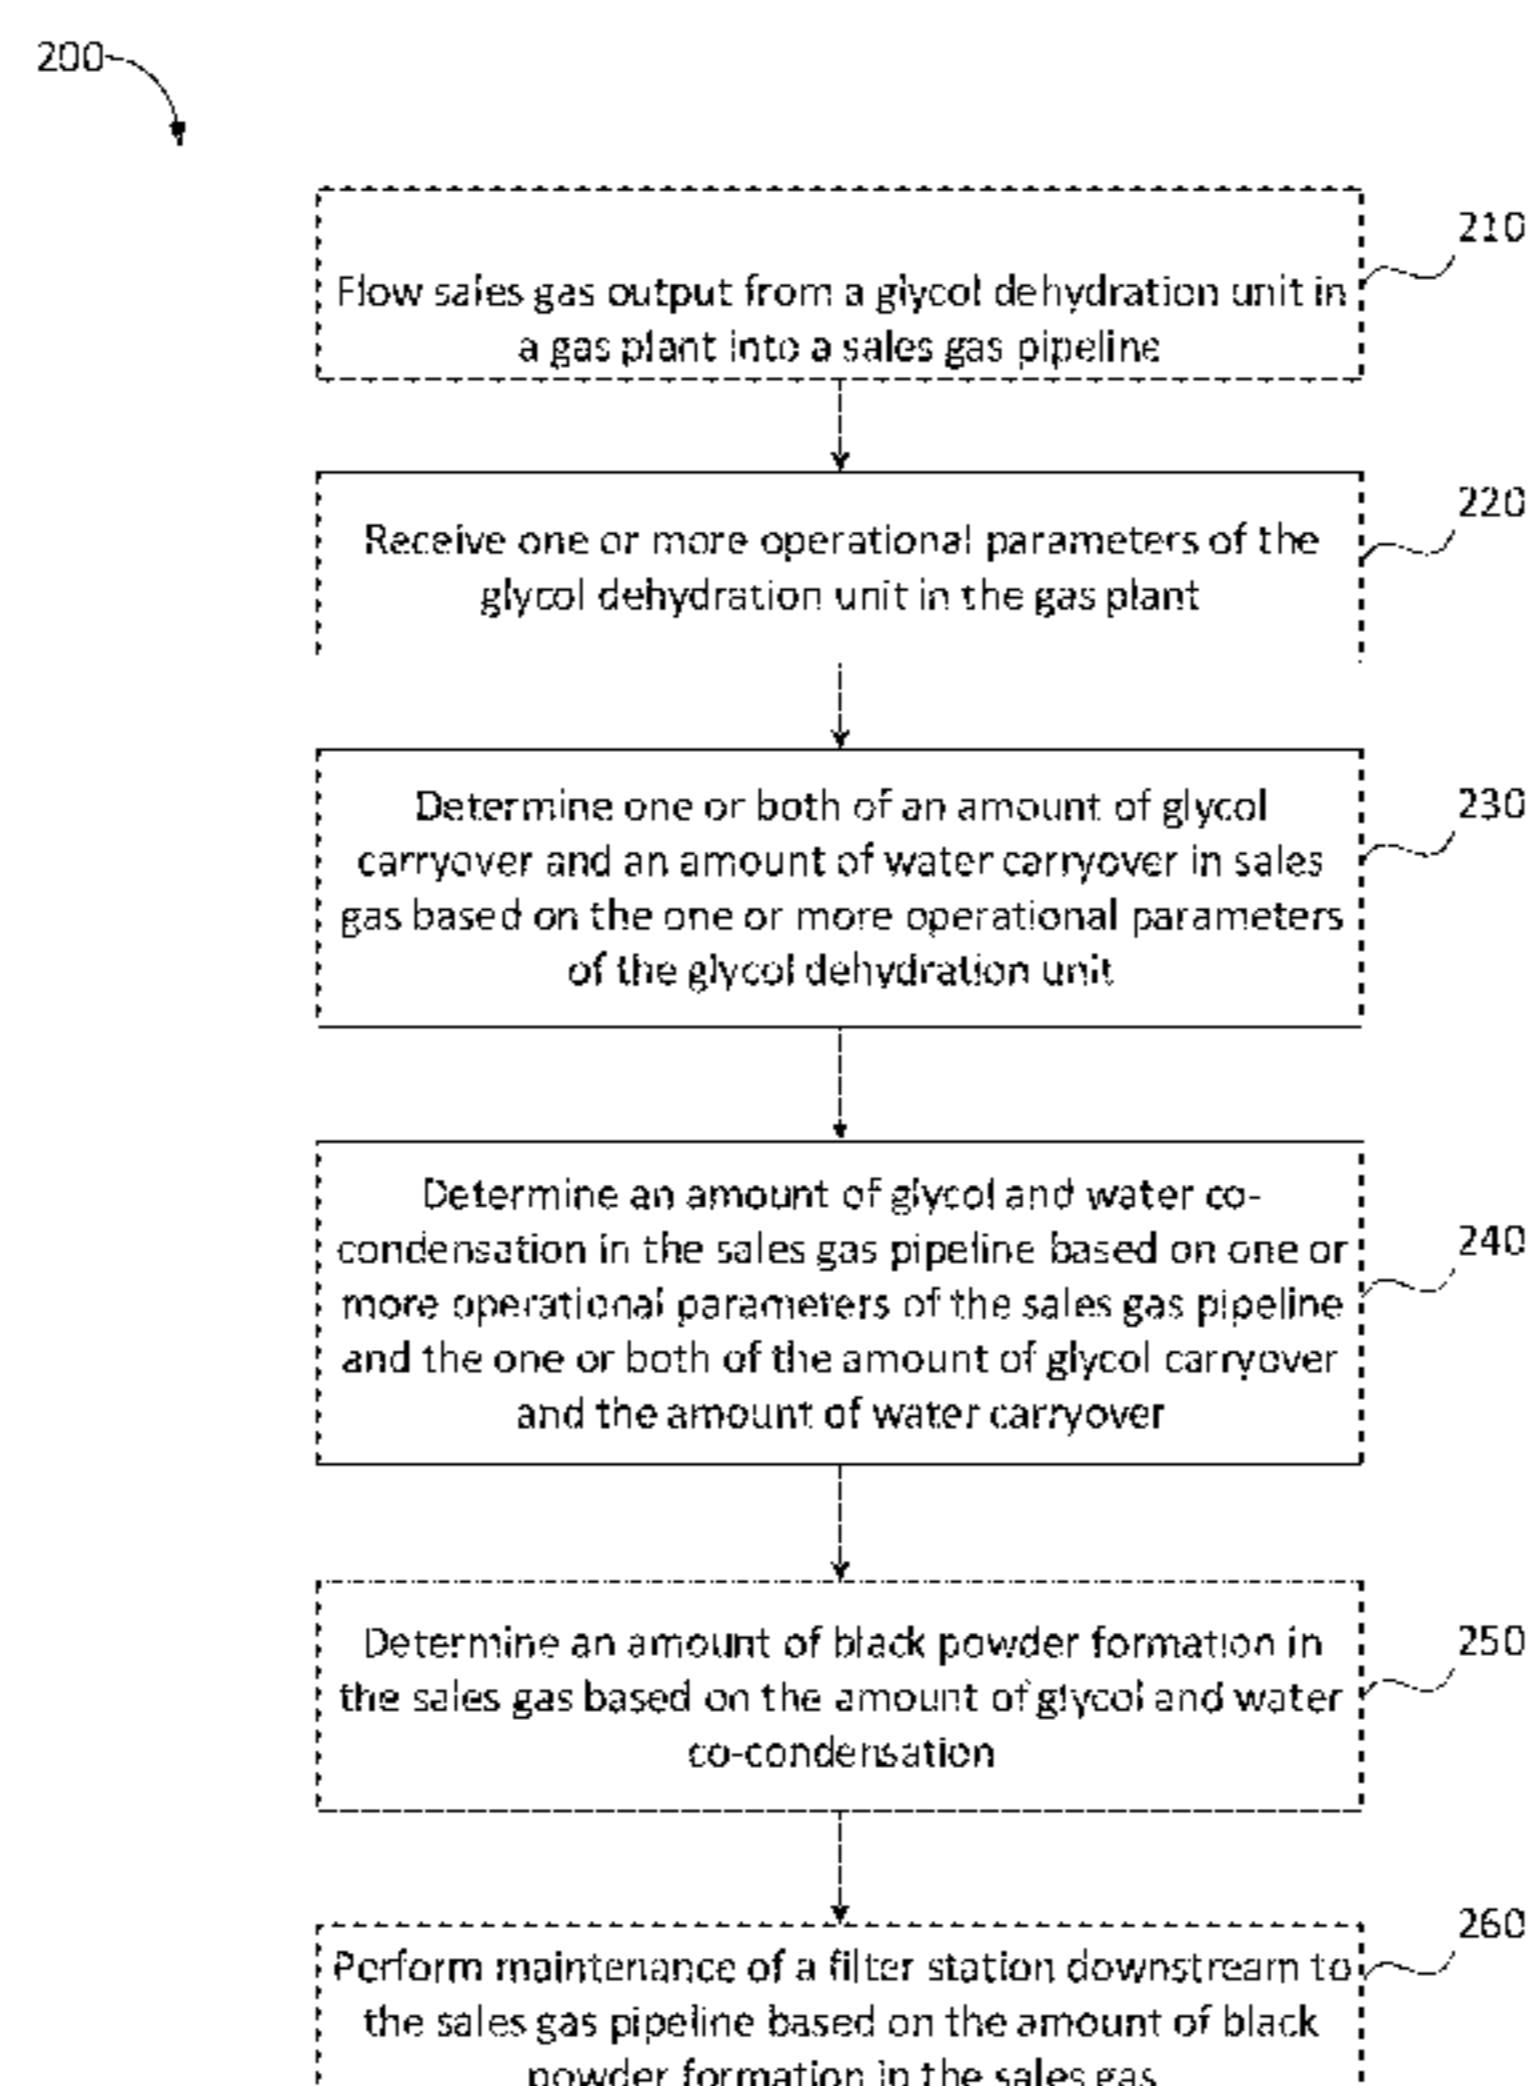 200
210
Flow sales gas output from a glycol dehydration unit in
a gas plant into a sales gas pipeline
220
Receive one or more operational parameters of the
glycol dehydration unit in the gas plant
230
Determine one or both of an amount of glycol
carryover and an amount of water carryover in sales
gas based on the one or more operational parameters
of the glycol dehydration unit
240
Determine an amount of glycol and water co-
condensation in the sales gas pipeline based on one or
more operational parameters of the sales gas pipeline
and the one or both of the amount of glycol carryover
and the amount of water carryover
250
Determine an amount of black powder formation in
the sales gas based on the amount of glycol and water
co-condensation
260
Perform maintenance of a filter station downstream to
the sales gas pipeline based on the amount of black
powder formation in the sales gas